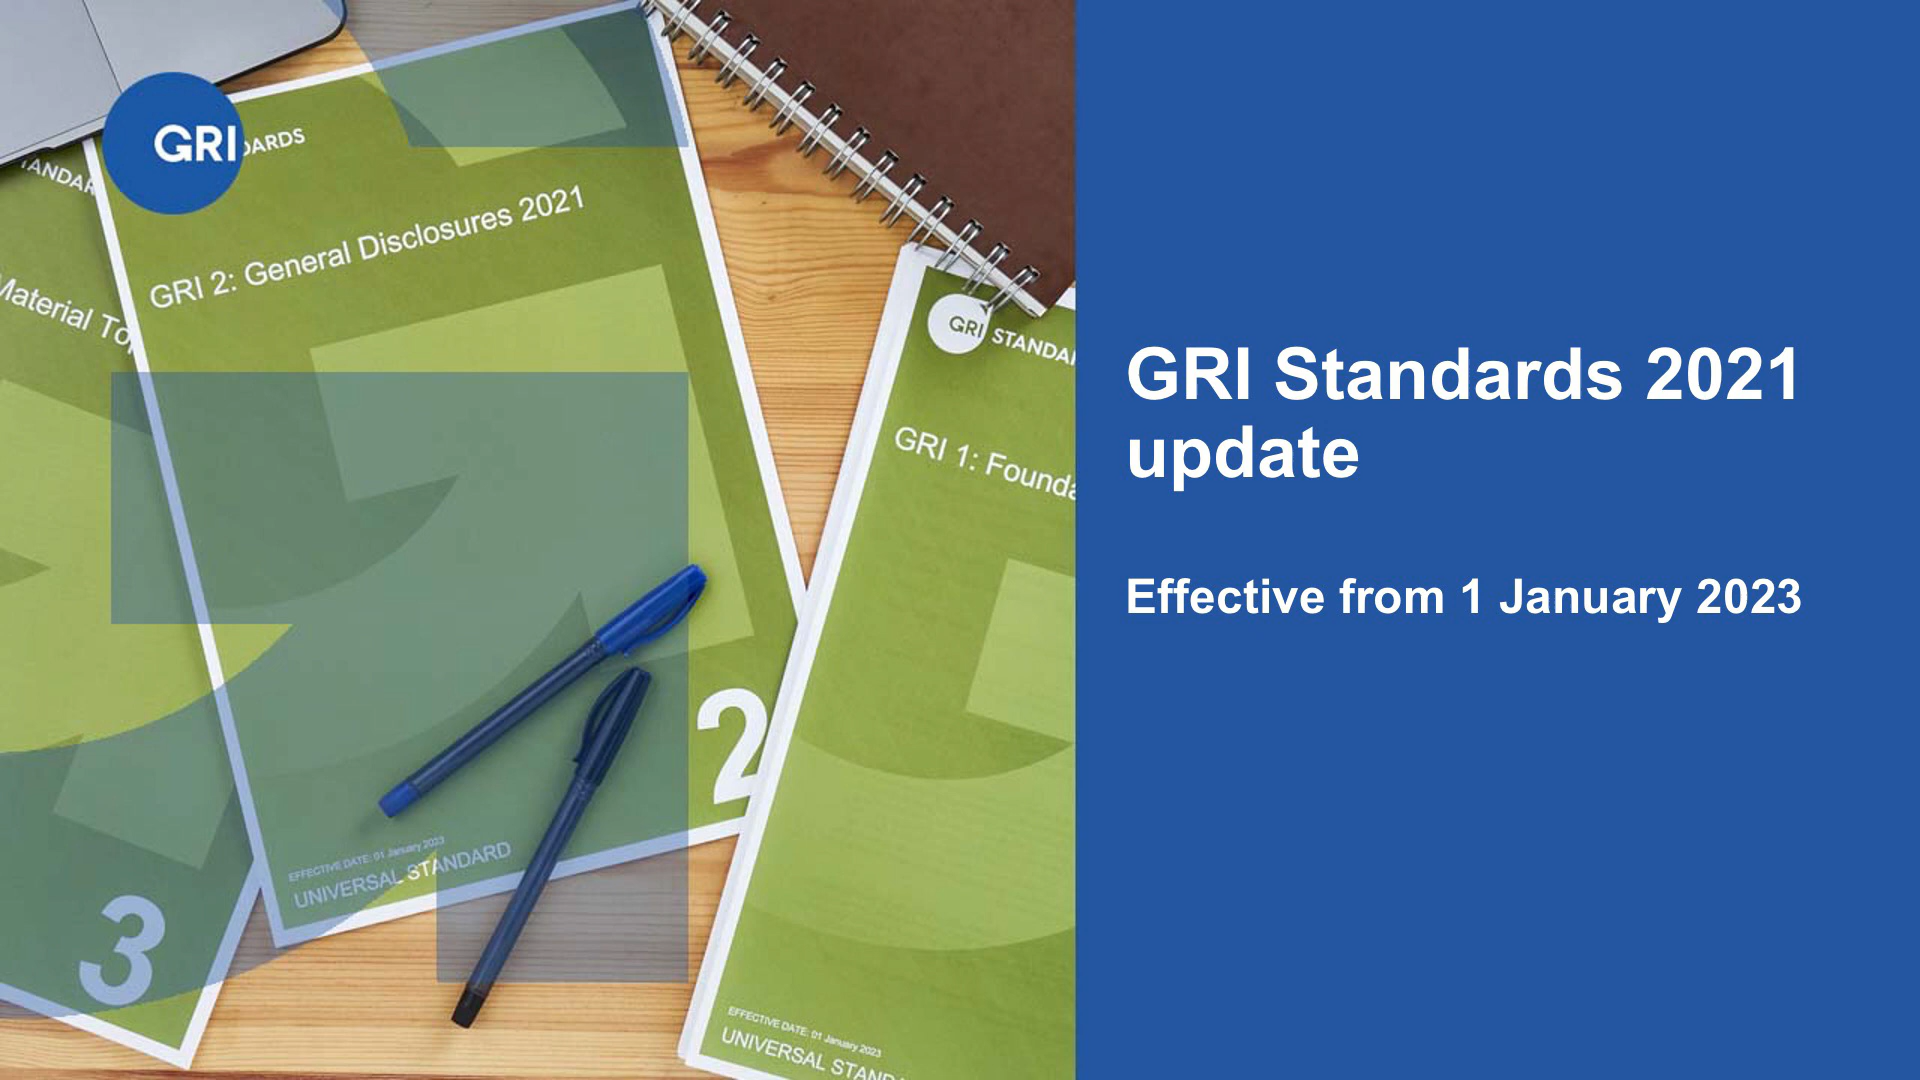 GRI
DARDS
GRI 2: General Disclosures 2021
2
EFFECTIVE DATE: 01 January 2023
UNIVERSAL STANDARD
TANDAR
Material To
3
GRI STANDA
GRI 1: Founda
EFFECTIVE DATE: 01 January 2023
UNIVERSAL STAND
GRI Standards 2021
update
Effective from 1 January 2023